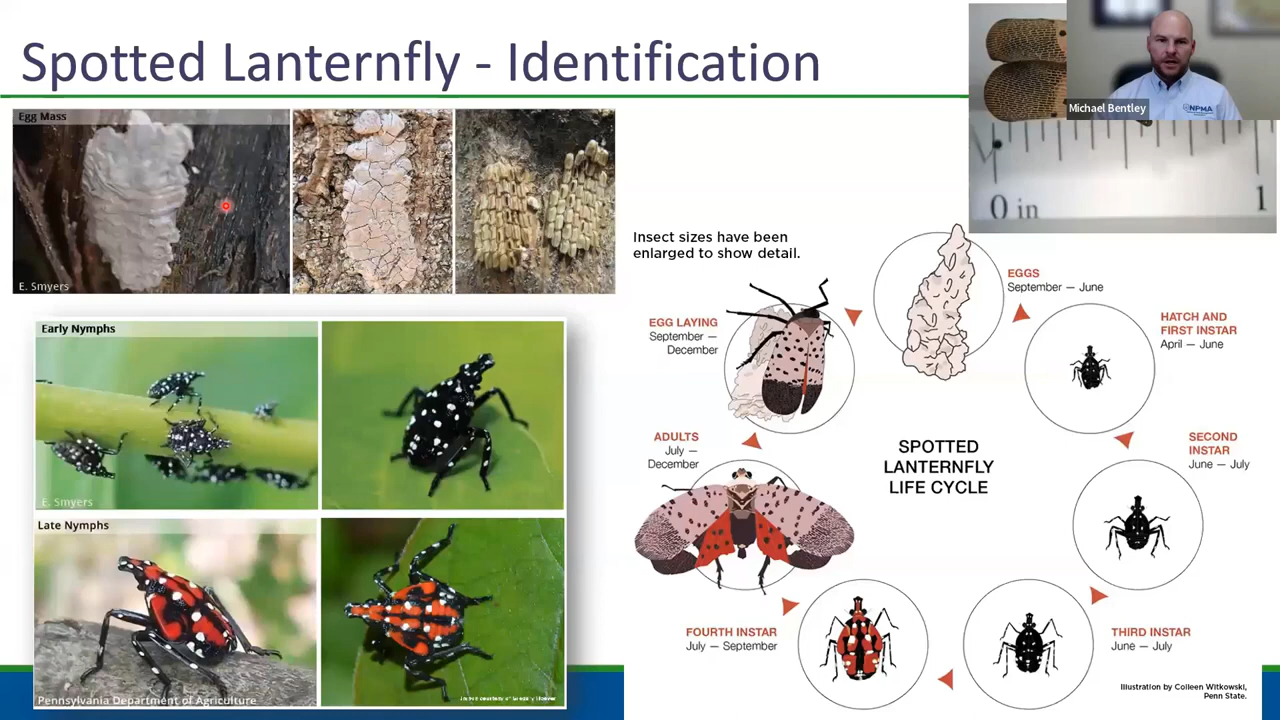 Spotted Lanternfly - Identification
Michael Bentley
NPMA
0 in 1
Egg Mass
E. Smyers
Early Nymphs
E. Smyers
Late Nymphs
Pennsylvania Department of Agriculture
Insect sizes have been
enlarged to show detail.
EGGS
September — June
HATCH AND
FIRST INSTAR
April — June
SECOND
INSTAR
June — July
THIRD INSTAR
June — July
FOURTH INSTAR
July — September
ADULTS
July —
December
EGG LAYING
September —
December
SPOTTED
LANTERNFLY
LIFE CYCLE
Illustration by Colleen Witkowski,
Penn State.